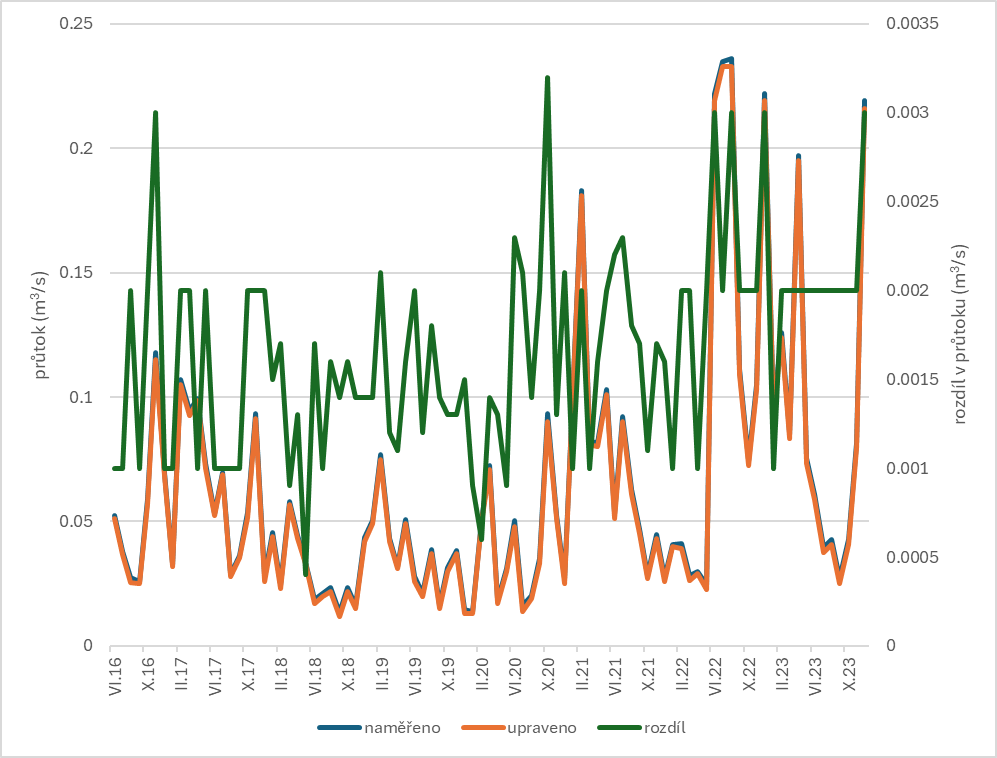 0.25
0.2
0.15
0.1
0.05
0
průtok (m³/s)
0.0035
0.003
0.0025
0.002
0.0015
0.001
0.0005
0
rozdíl v průtoku (m³/s)
VI.16
X.16
II.17
VI.17
X.17
II.18
VI.18
X.18
II.19
VI.19
X.19
II.20
VI.20
X.20
II.21
VI.21
X.21
II.22
VI.22
X.22
II.23
VI.23
X.23
naměřeno upraveno rozdíl